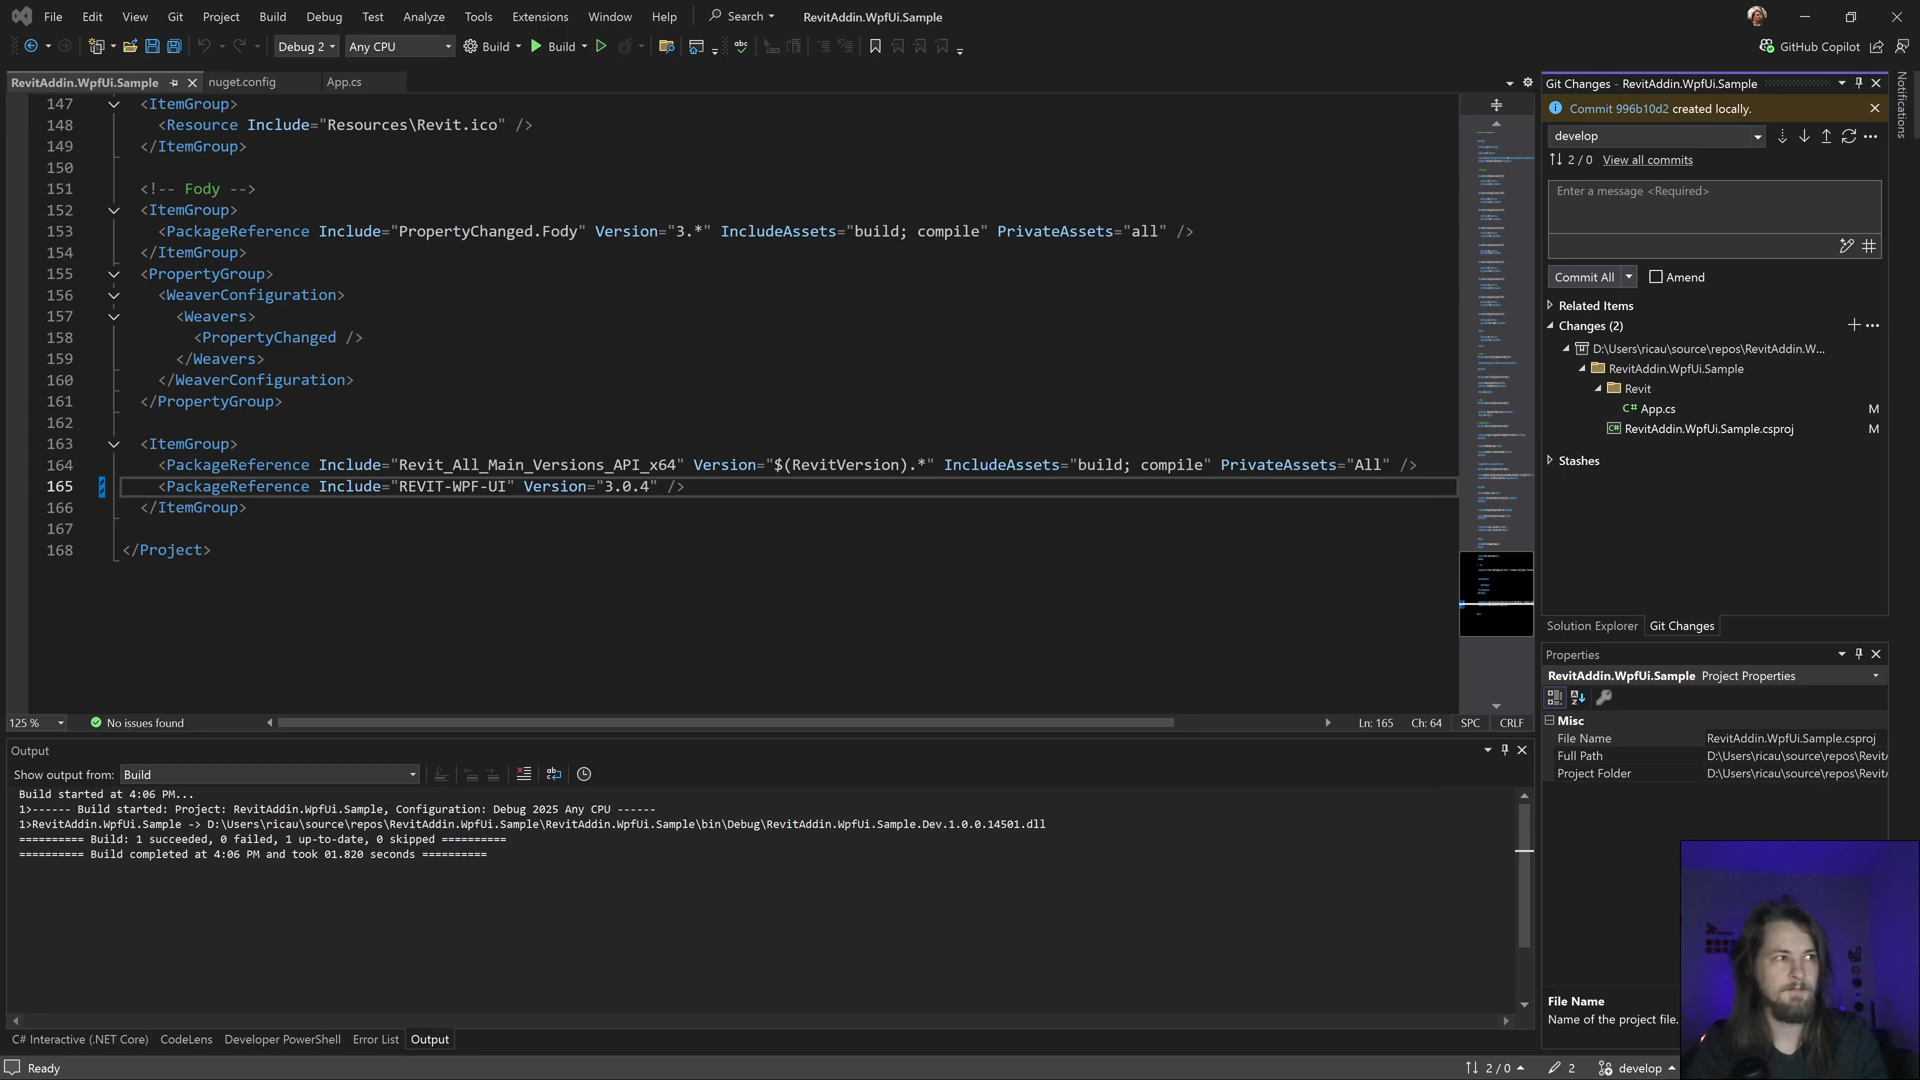 File Edit View Git Project Build Debug Test Analyze Tools Extensions Window Help Search RevitAddin.WpfUi.Sample
Debug 2 Any CPU Build Build GitHub Copilot
RevitAddin.WpfUi.Sample nuget.config App.cs
147 <ItemGroup>
148 <Resource Include="Resources\Revit.ico" />
149 </ItemGroup>
150
151 <!-- Fody -->
152 <ItemGroup>
153 <PackageReference Include="PropertyChanged.Fody" Version="3.*" IncludeAssets="build; compile" PrivateAssets="all" />
154 </ItemGroup>
155 <PropertyGroup>
156 <WeaverConfiguration>
157 <Weavers>
158 <PropertyChanged />
159 </Weavers>
160 </WeaverConfiguration>
161 </PropertyGroup>
162
163 <ItemGroup>
164 <PackageReference Include="Revit_All_Main_Versions_API_x64" Version="$(RevitVersion).*" IncludeAssets="build; compile" PrivateAssets="All" />
165 <PackageReference Include="REVIT-WPF-UI" Version="3.0.4" />
166 </ItemGroup>
167
168 </Project>
125 % No issues found Ln: 165 Ch: 64 SPC CRLF
Output
Show output from: Build
Build started at 4:06 PM...
1>------ Build started: Project: RevitAddin.WpfUi.Sample, Configuration: Debug 2025 Any CPU ------
1>RevitAddin.WpfUi.Sample -> D:\Users\ricau\source\repos\RevitAddin.WpfUi.Sample\RevitAddin.WpfUi.Sample\bin\Debug\RevitAddin.WpfUi.Sample.Dev.1.0.0.14501.dll
========== Build: 1 succeeded, 0 failed, 1 up-to-date, 0 skipped ==========
========== Build completed at 4:06 PM and took 01.820 seconds ==========
C# Interactive (.NET Core) CodeLens Developer PowerShell Error List Output
Ready 2 / 0 2 develop
Git Changes - RevitAddin.WpfUi.Sample
Commit 996b10d2 created locally.
develop
2 / 0 View all commits
Enter a message <Required>
Commit All Amend
Related Items
Changes (2)
D:\Users\ricau\source\repos\RevitAddin.W...
RevitAddin.WpfUi.Sample
Revit
C# App.cs M
C# RevitAddin.WpfUi.Sample.csproj M
Stashes
Solution Explorer Git Changes
Properties
RevitAddin.WpfUi.Sample Project Properties
Misc
File Name RevitAddin.WpfUi.Sample.csproj
Full Path D:\Users\ricau\source\repos\Revit
Project Folder D:\Users\ricau\source\repos\Revit
File Name
Name of the project file.
Notifications